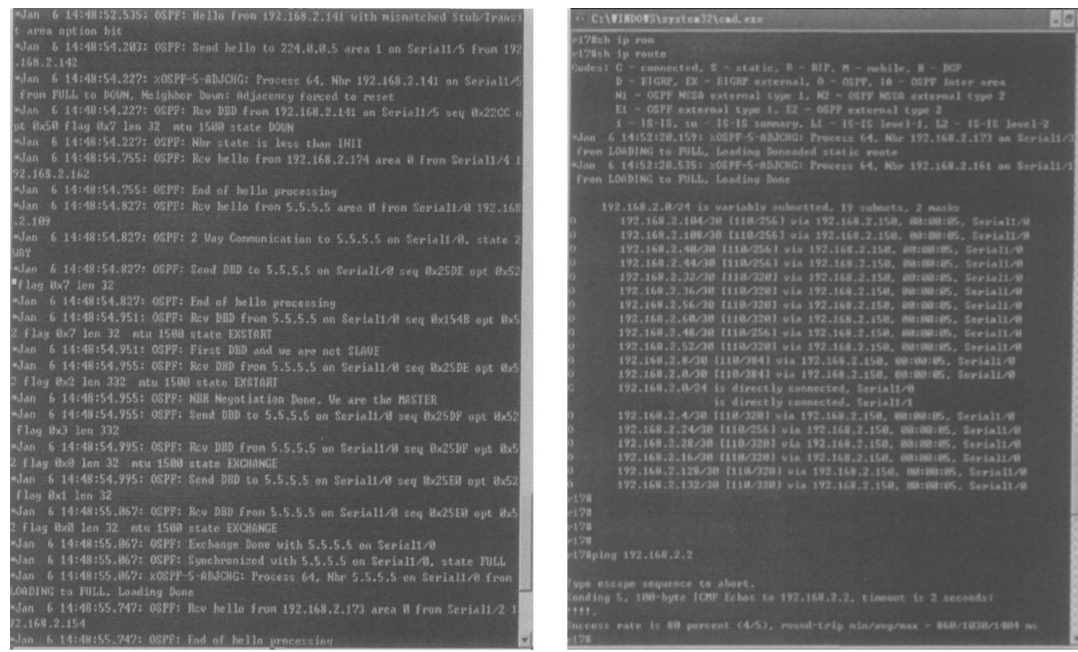 *Jan 6 14:48:52.535: OSPF: Hello from 192.168.2.141 with mismatched Stub/Transi
t area option bit
*Jan 6 14:48:54.203: OSPF: Send hello to 224.0.0.5 area 1 on Serial1/5 from 192
.168.2.142
*Jan 6 14:48:54.227: %OSPF-5-ADJCHG: Process 64, Nbr 192.168.2.141 on Serial1/5
from FULL to DOWN, Neighbor Down: Adjacency forced to reset
*Jan 6 14:48:54.227: OSPF: Rcv DBD from 192.168.2.141 on Serial1/5 seq 0x22CC o
pt 0x50 flag 0x7 len 32 mtu 1500 state DOWN
*Jan 6 14:48:54.227: OSPF: Nbr state is less than INIT
*Jan 6 14:48:54.755: OSPF: Rcv hello from 192.168.2.174 area 0 from Serial1/4 1
92.168.2.162
*Jan 6 14:48:54.755: OSPF: End of hello processing
*Jan 6 14:48:54.827: OSPF: Rcv hello from 5.5.5.5 area 0 from Serial1/0 192.168
.2.109
*Jan 6 14:48:54.827: OSPF: 2 Way Communication to 5.5.5.5 on Serial1/0, state 2
WAY
*Jan 6 14:48:54.827: OSPF: Send DBD to 5.5.5.5 on Serial1/0 seq 0x25DE opt 0x52
flag 0x7 len 32
*Jan 6 14:48:54.827: OSPF: End of hello processing
*Jan 6 14:48:54.951: OSPF: Rcv DBD from 5.5.5.5 on Serial1/0 seq 0x154B opt 0x5
2 flag 0x7 len 32 mtu 1500 state EXSTART
*Jan 6 14:48:54.951: OSPF: First DBD and we are not SLAVE
*Jan 6 14:48:54.955: OSPF: Rcv DBD from 5.5.5.5 on Serial1/0 seq 0x25DE opt 0x5
2 flag 0x2 len 332 mtu 1500 state EXSTART
*Jan 6 14:48:54.955: OSPF: NBR Negotiation Done. We are the MASTER
*Jan 6 14:48:54.955: OSPF: Send DBD to 5.5.5.5 on Serial1/0 seq 0x25DF opt 0x52
flag 0x3 len 332
*Jan 6 14:48:54.995: OSPF: Rcv DBD from 5.5.5.5 on Serial1/0 seq 0x25DF opt 0x5
2 flag 0x0 len 32 mtu 1500 state EXCHANGE
*Jan 6 14:48:54.995: OSPF: Send DBD to 5.5.5.5 on Serial1/0 seq 0x25E0 opt 0x52
flag 0x1 len 32
*Jan 6 14:48:55.067: OSPF: Rcv DBD from 5.5.5.5 on Serial1/0 seq 0x25E0 opt 0x5
2 flag 0x0 len 32 mtu 1500 state EXCHANGE
*Jan 6 14:48:55.067: OSPF: Exchange Done with 5.5.5.5 on Serial1/0
*Jan 6 14:48:55.067: OSPF: Synchronized with 5.5.5.5 on Serial1/0, state FULL
*Jan 6 14:48:55.067: %OSPF-5-ADJCHG: Process 64, Nbr 5.5.5.5 on Serial1/0 from
LOADING to FULL, Loading Done
*Jan 6 14:48:55.747: OSPF: Rcv hello from 192.168.2.173 area 0 from Serial1/2 1
92.168.2.154
*Jan 6 14:48:55.747: OSPF: End of hello processing
C:\WINDOWS\system32\cmd.exe
r178sh ip rou
r178sh ip route
Codes: C - connected, S - static, R - RIP, M - mobile, B - BGP
D - EIGRP, EX - EIGRP external, O - OSPF, IA - OSPF inter area
N1 - OSPF NSSA external type 1, N2 - OSPF NSSA external type 2
E1 - OSPF external type 1, E2 - OSPF external type 2
i - IS-IS, su - IS-IS summary, L1 - IS-IS level-1, L2 - IS-IS level-2
*Jan 6 14:52:20.159: %OSPF-5-ADJCHG: Process 64, Nbr 192.168.2.173 on Serial1/3
from LOADING to FULL, Loading Donended static route
*Jan 6 14:52:20.535: %OSPF-5-ADJCHG: Process 64, Nbr 192.168.2.161 on Serial1/
from LOADING to FULL, Loading Done
192.168.2.0/24 is variably subnetted, 19 subnets, 2 masks
O 192.168.2.104/30 [110/256] via 192.168.2.150, 00:00:05, Serial1/0
O 192.168.2.108/30 [110/256] via 192.168.2.150, 00:00:05, Serial1/0
O 192.168.2.40/30 [110/256] via 192.168.2.150, 00:00:05, Serial1/0
O 192.168.2.44/30 [110/256] via 192.168.2.150, 00:00:05, Serial1/0
O 192.168.2.32/30 [110/320] via 192.168.2.150, 00:00:05, Serial1/0
O 192.168.2.36/30 [110/320] via 192.168.2.150, 00:00:05, Serial1/0
O 192.168.2.56/30 [110/320] via 192.168.2.150, 00:00:05, Serial1/0
O 192.168.2.60/30 [110/320] via 192.168.2.150, 00:00:05, Serial1/0
O 192.168.2.48/30 [110/256] via 192.168.2.150, 00:00:05, Serial1/0
O 192.168.2.52/30 [110/320] via 192.168.2.150, 00:00:05, Serial1/0
O 192.168.2.0/30 [110/384] via 192.168.2.150, 00:00:05, Serial1/0
O 192.168.2.0/30 [110/384] via 192.168.2.150, 00:00:05, Serial1/0
C 192.168.2.0/24 is directly connected, Serial1/0
is directly connected, Serial1/1
O 192.168.2.4/30 [110/320] via 192.168.2.150, 00:00:05, Serial1/0
O 192.168.2.24/30 [110/256] via 192.168.2.150, 00:00:05, Serial1/0
O 192.168.2.28/30 [110/320] via 192.168.2.150, 00:00:05, Serial1/0
O 192.168.2.16/30 [110/320] via 192.168.2.150, 00:00:05, Serial1/0
O 192.168.2.128/30 [110/320] via 192.168.2.150, 00:00:05, Serial1/0
O 192.168.2.132/30 [110/320] via 192.168.2.150, 00:00:05, Serial1/0
r178
r178
r178
r178ping 192.168.2.2
Type escape sequence to abort.
Sending 5, 100-byte ICMP Echos to 192.168.2.2, timeout is 2 seconds:
!!!!.
Success rate is 80 percent (4/5), round-trip min/avg/max = 860/1030/1404 ms
r178